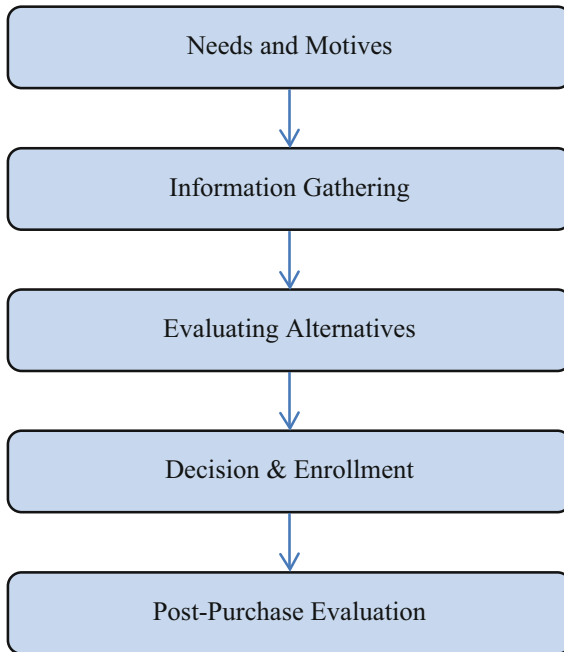 Needs and Motives
Information Gathering
Evaluating Alternatives
Decision & Enrollment
Post-Purchase Evaluation